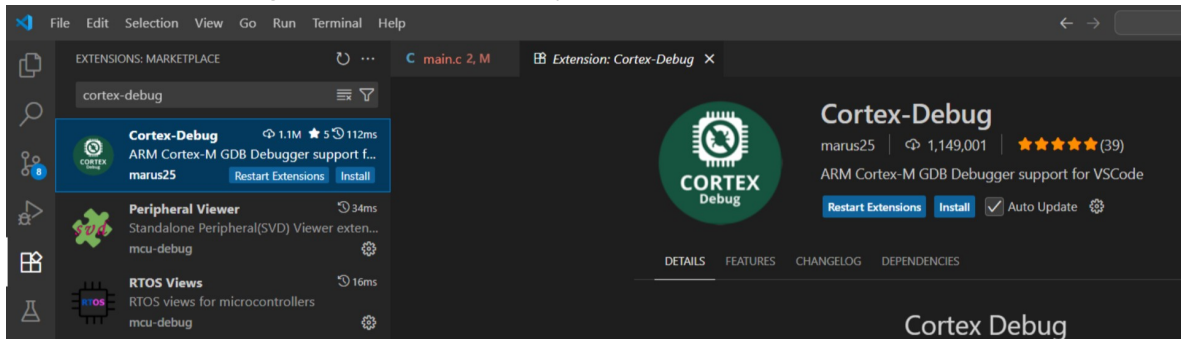 File Edit Selection View Go Run Terminal Help
EXTENSIONS: MARKETPLACE
cortex-debug
CORTEX
Debug
Cortex-Debug 1.1M 5 112ms
ARM Cortex-M GDB Debugger support f...
marus25 Restart Extensions Install
svd
Peripheral Viewer 34ms
Standalone Peripheral(SVD) Viewer exten...
mcu-debug
RTOS
RTOS Views 16ms
RTOS views for microcontrollers
mcu-debug
8
C main.c 2, M
Extension: Cortex-Debug
CORTEX
Debug
Cortex-Debug
marus25 1,149,001 (39)
ARM Cortex-M GDB Debugger support for VSCode
Restart Extensions Install Auto Update
DETAILS FEATURES CHANGELOG DEPENDENCIES
Cortex Debug